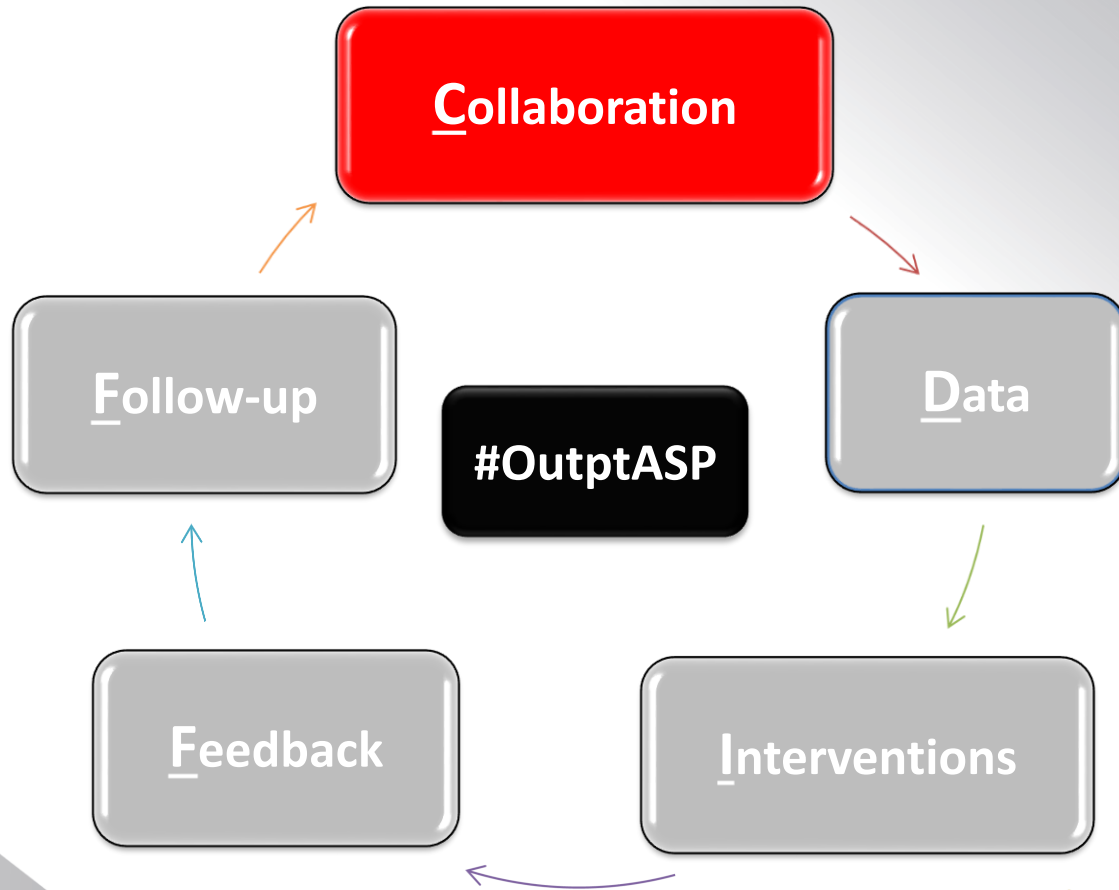 Collaboration
Data
Interventions
Feedback
Follow-up
#OutptASP